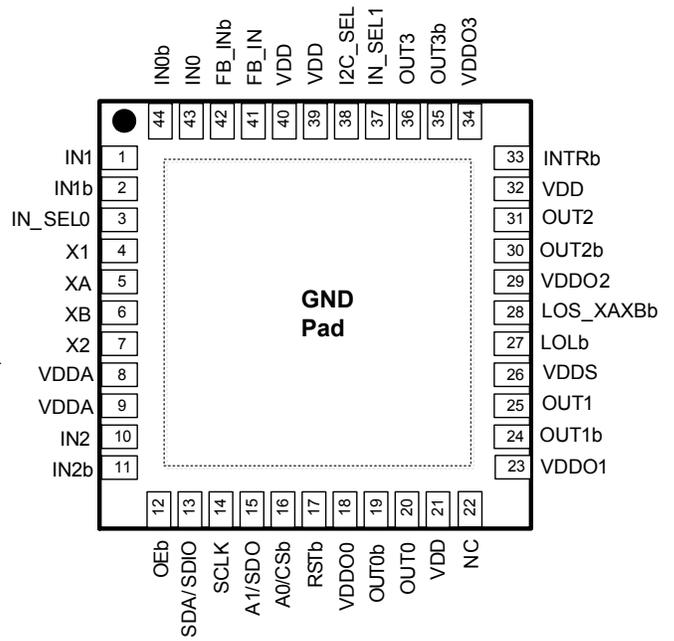 IN0b
IN0
FB_INb
FB_IN
VDD
VDD
I2C_SEL
IN_SEL1
OUT3
OUT3b
VDDO3
44 43 42 41 40 39 38 37 36 35 34
IN1 1
IN1b 2
IN_SEL0 3
X1 4
XA 5
XB 6
X2 7
VDDA 8
VDDA 9
IN2 10
IN2b 11
GND
Pad
33 INTRb
32 VDD
31 OUT2
30 OUT2b
29 VDDO2
28 LOS_XAXBb
27 LOLb
26 VDDS
25 OUT1
24 OUT1b
23 VDDO1
12 13 14 15 16 17 18 19 20 21 22
OEb
SDA/SDIO
SCLK
A1/SDO
A0/CSb
RSTb
VDDO0
OUT0b
OUT0
VDD
NC